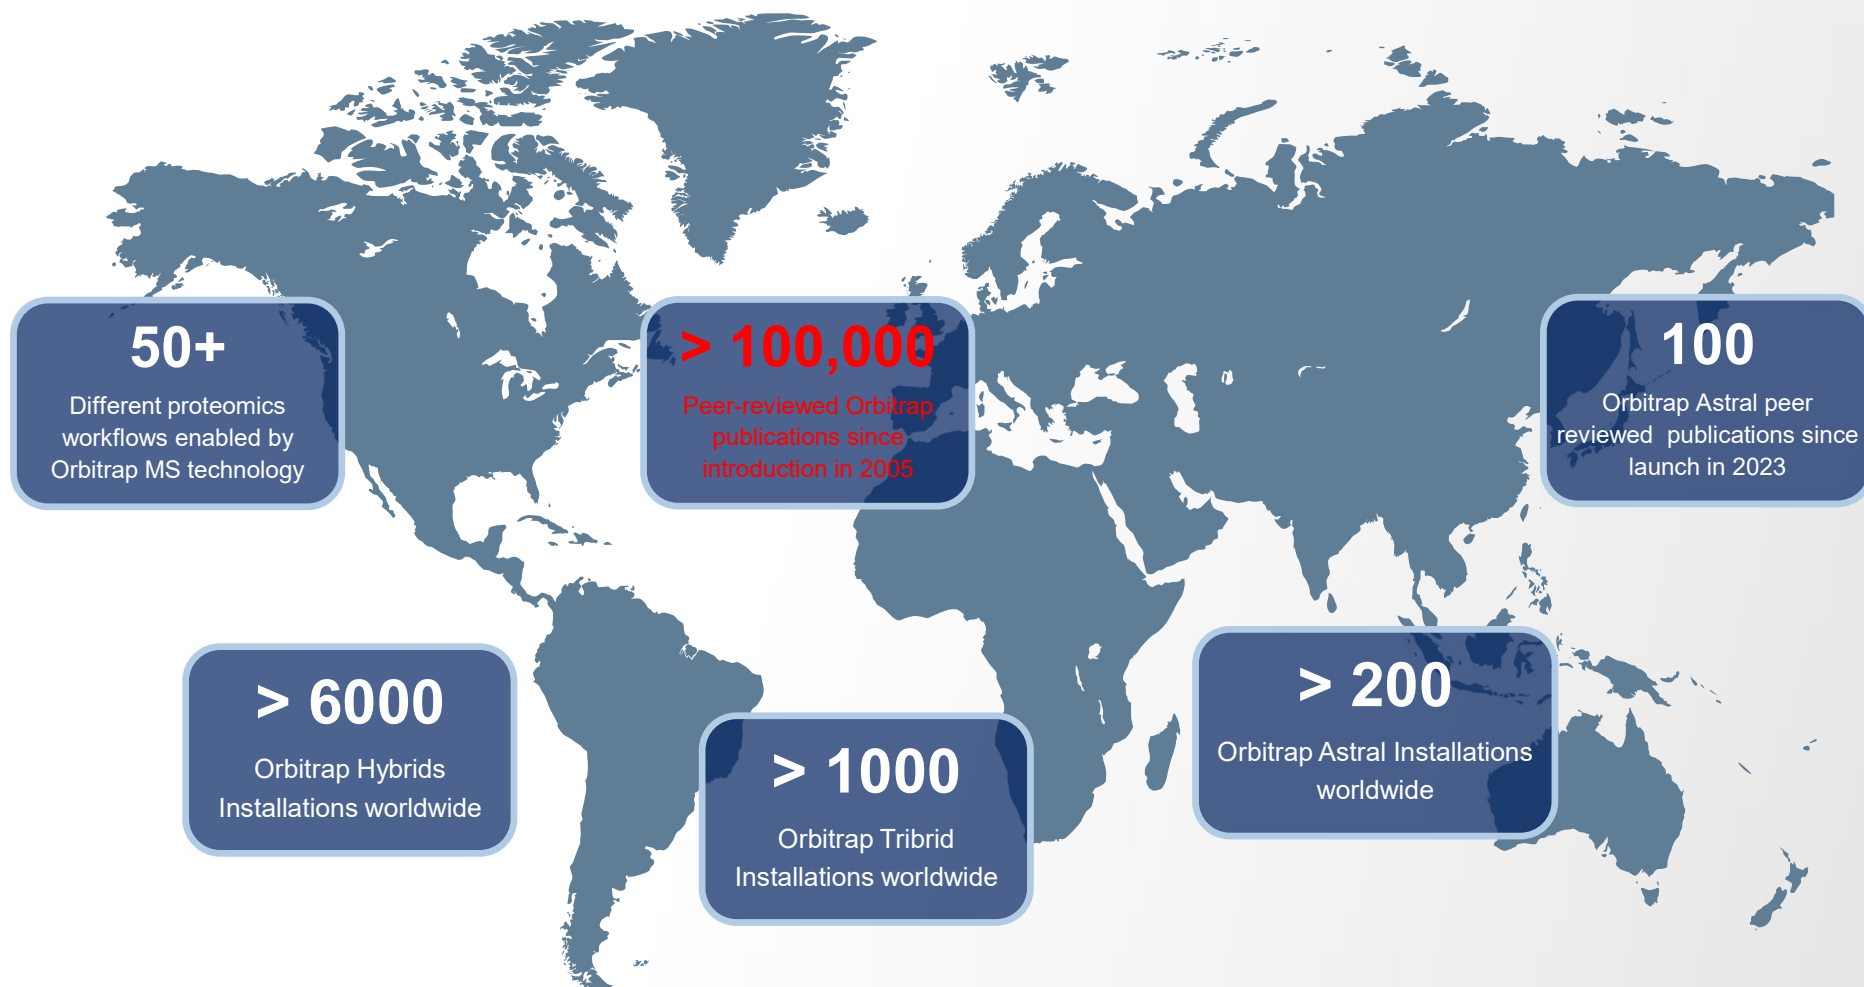 50+
Different proteomics
workflows enabled by
Orbitrap MS technology
> 100,000
Peer-reviewed Orbitrap
publications since
introduction in 2005
100
Orbitrap Astral peer
reviewed  publications since
launch in 2023
> 6000
Orbitrap Hybrids
Installations worldwide
> 1000
Orbitrap Tribrid
Installations worldwide
> 200
Orbitrap Astral Installations
worldwide